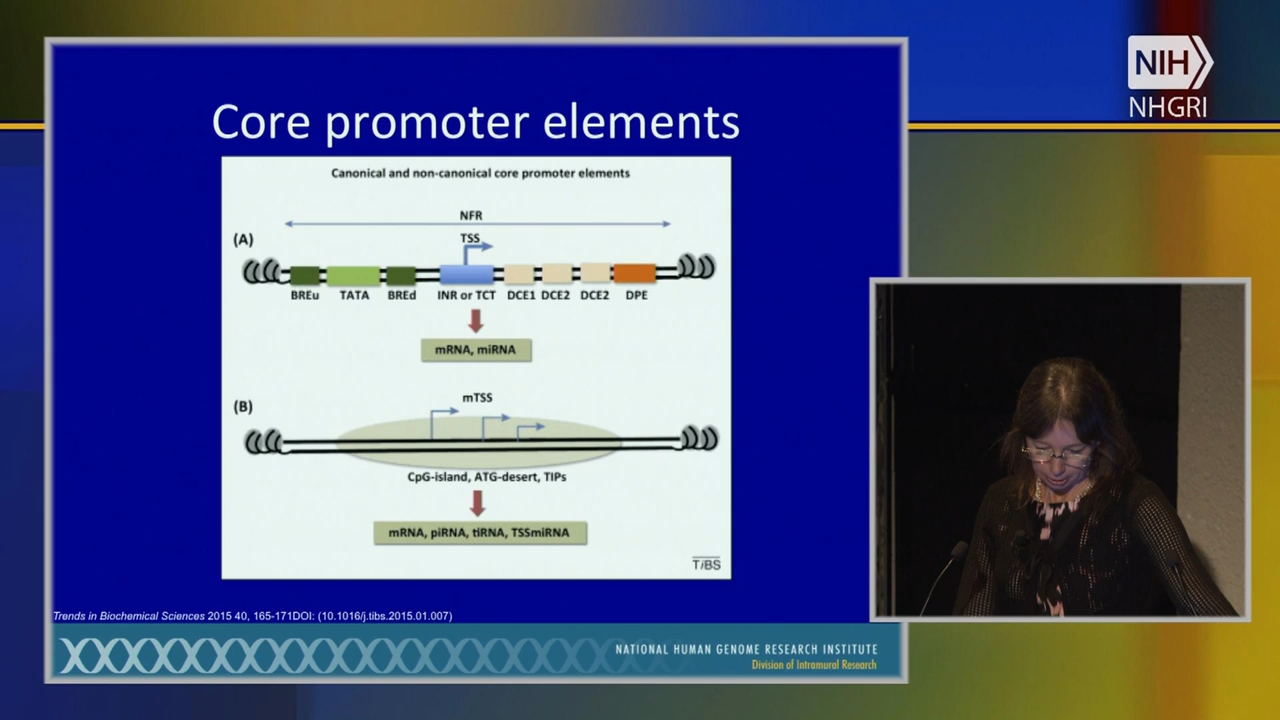 NIH
NHGRI
Core promoter elements
Canonical and non-canonical core promoter elements
NFR
(A)
TSS
BREu TATA BREd INR or TCT DCE1 DCE2 DCE2 DPE
mRNA, miRNA
(B)
mTSS
CpG-island, ATG-desert, TIPs
mRNA, piRNA, tiRNA, TSSmiRNA
TiBS
Trends in Biochemical Sciences 2015 40, 165-171DOI: (10.1016/j.tibs.2015.01.007)
NATIONAL HUMAN GENOME RESEARCH INSTITUTE
Division of Intramural Research